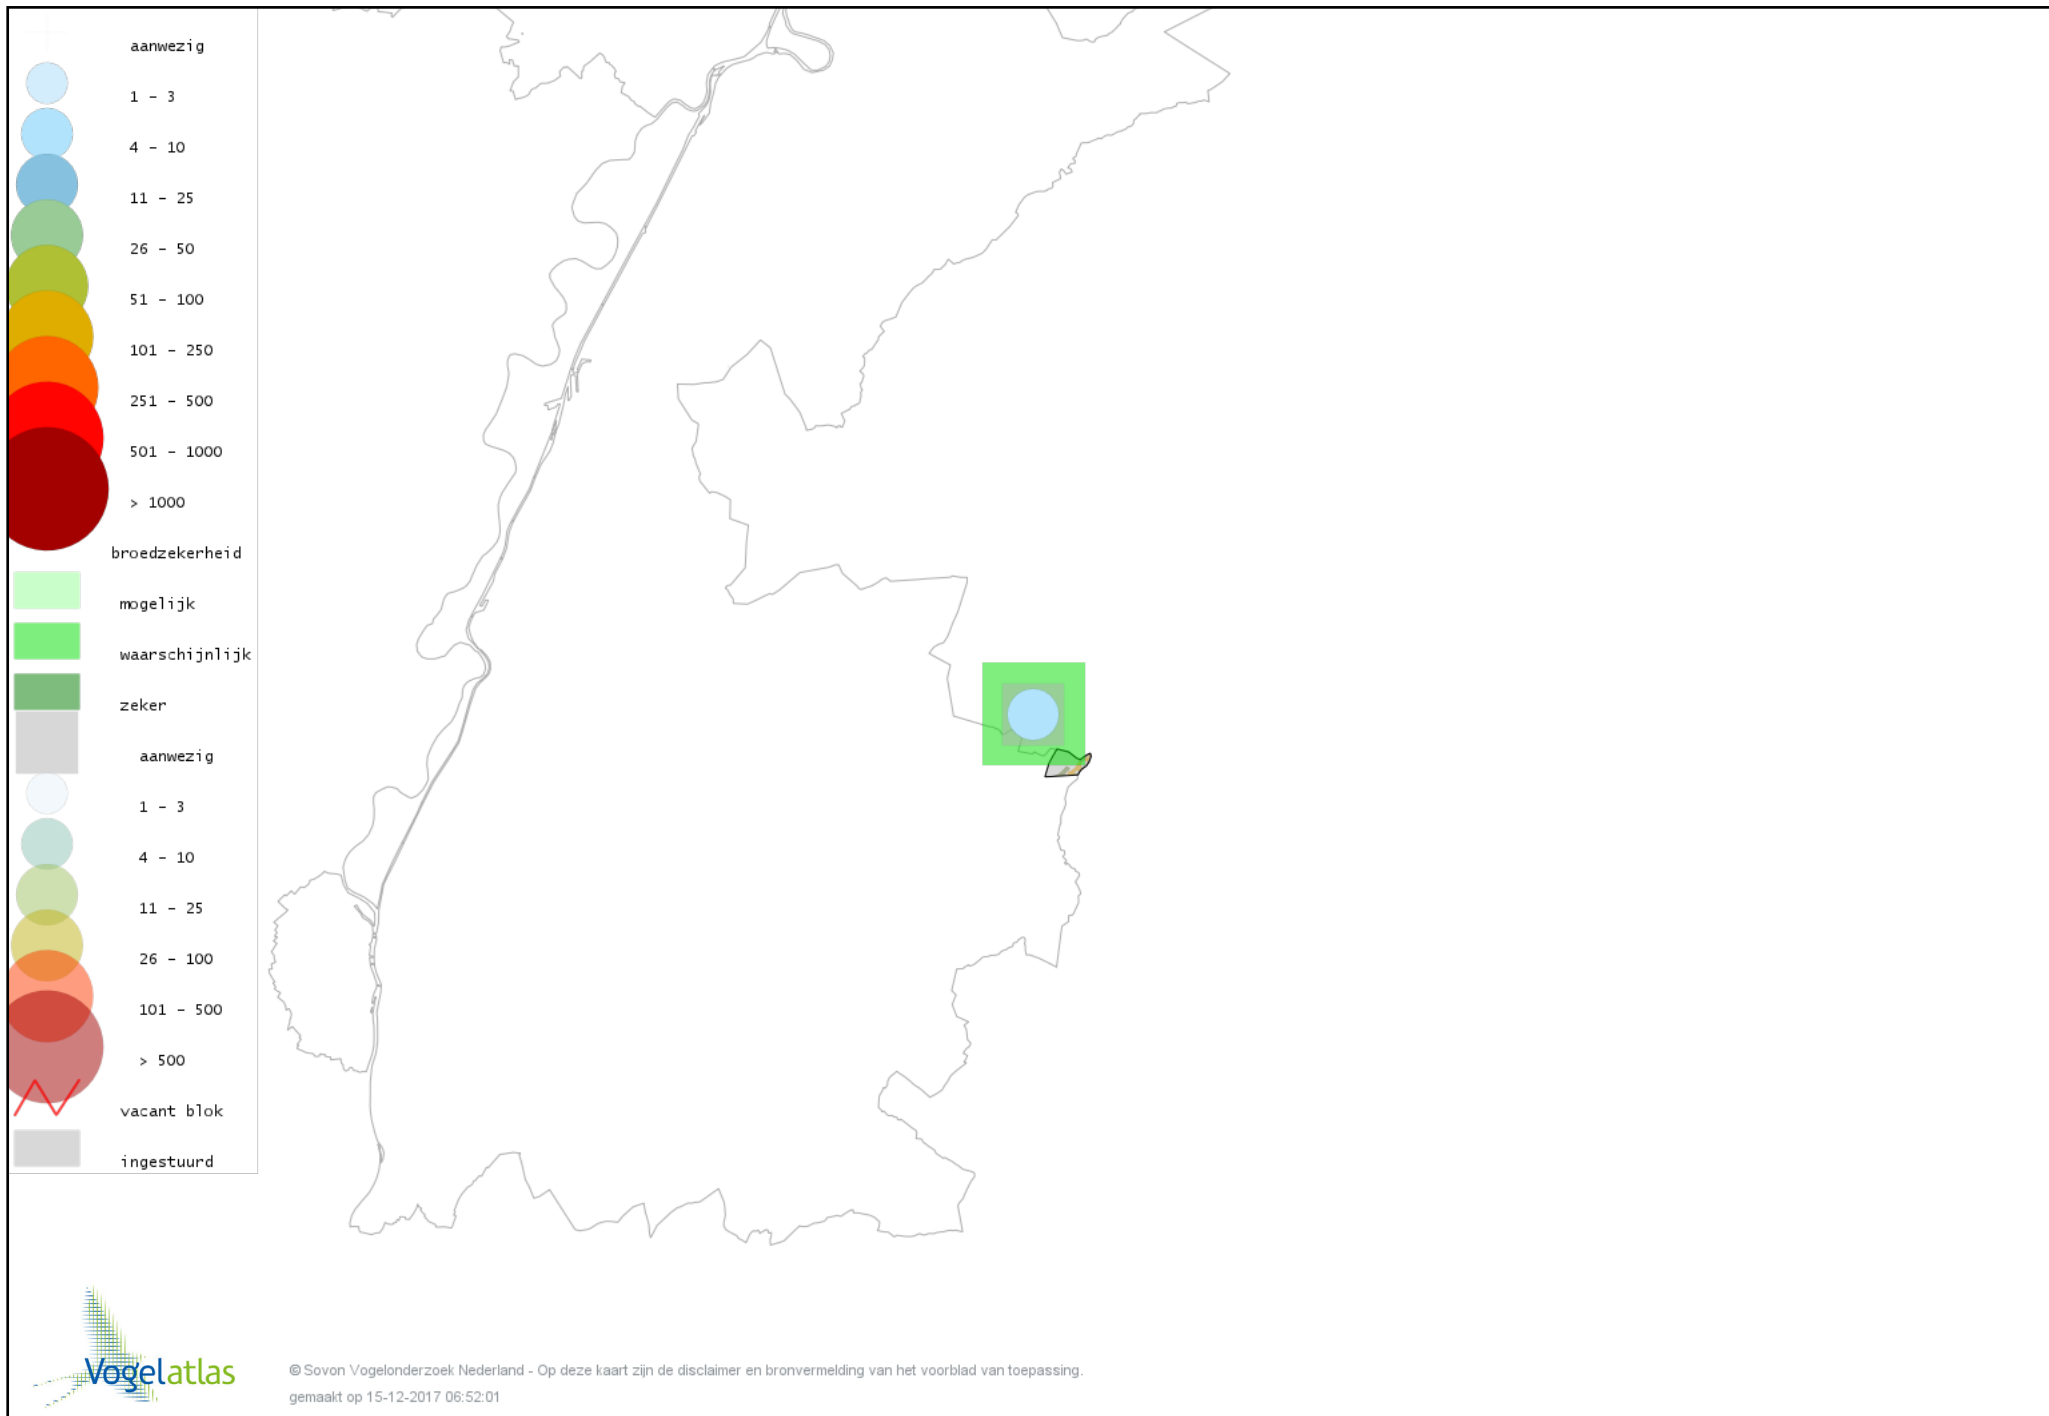 aanwezig
1 - 3
4 - 10
11 - 25
26 - 50
51 - 100
101 - 250
251 - 500
501 - 1000
> 1000
broedzekerheid
mogelijk
waarschijnlijk
zeker
aanwezig
1 - 3
4 - 10
11 - 25
26 - 100
101 - 500
> 500
vacant blok
ingestuurd
Vogelatlas
© Sovon Vogelonderzoek Nederland - Op deze kaart zijn de disclaimer en bronvermelding van het voorblad van toepassing.
gemaakt op 15-12-2017 06:52:01